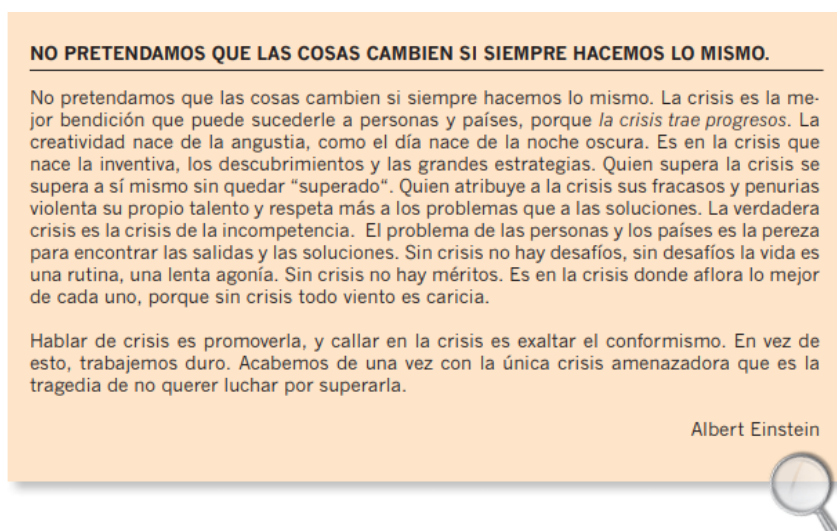 NO PRETENDAMOS QUE LAS COSAS CAMBIEN SI SIEMPRE HACEMOS LO MISMO.
No pretendamos que las cosas cambien si siempre hacemos lo mismo. La crisis es la me-
jor bendición que puede sucederle a personas y países, porque la crisis trae progresos. La
creatividad nace de la angustia, como el día nace de la noche oscura. Es en la crisis que
nace la inventiva, los descubrimientos y las grandes estrategias. Quien supera la crisis se
supera a sí mismo sin quedar “superado“. Quien atribuye a la crisis sus fracasos y penurias
violenta su propio talento y respeta más a los problemas que a las soluciones. La verdadera
crisis es la crisis de la incompetencia. El problema de las personas y los países es la pereza
para encontrar las salidas y las soluciones. Sin crisis no hay desafíos, sin desafíos la vida es
una rutina, una lenta agonía. Sin crisis no hay méritos. Es en la crisis donde aflora lo mejor
de cada uno, porque sin crisis todo viento es caricia.
Hablar de crisis es promoverla, y callar en la crisis es exaltar el conformismo. En vez de
esto, trabajemos duro. Acabemos de una vez con la única crisis amenazadora que es la
tragedia de no querer luchar por superarla.
Albert Einstein